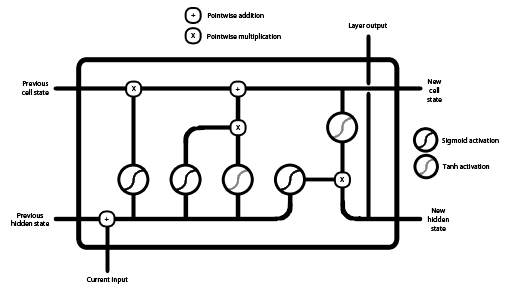 + Pointwise addition
X Pointwise multiplication
Layer output
Previous
cell state
X
+
New
cell
state
X
Sigmoid activation
Tanh activation
X
Previous
hidden state
+
New
hidden
state
Current input